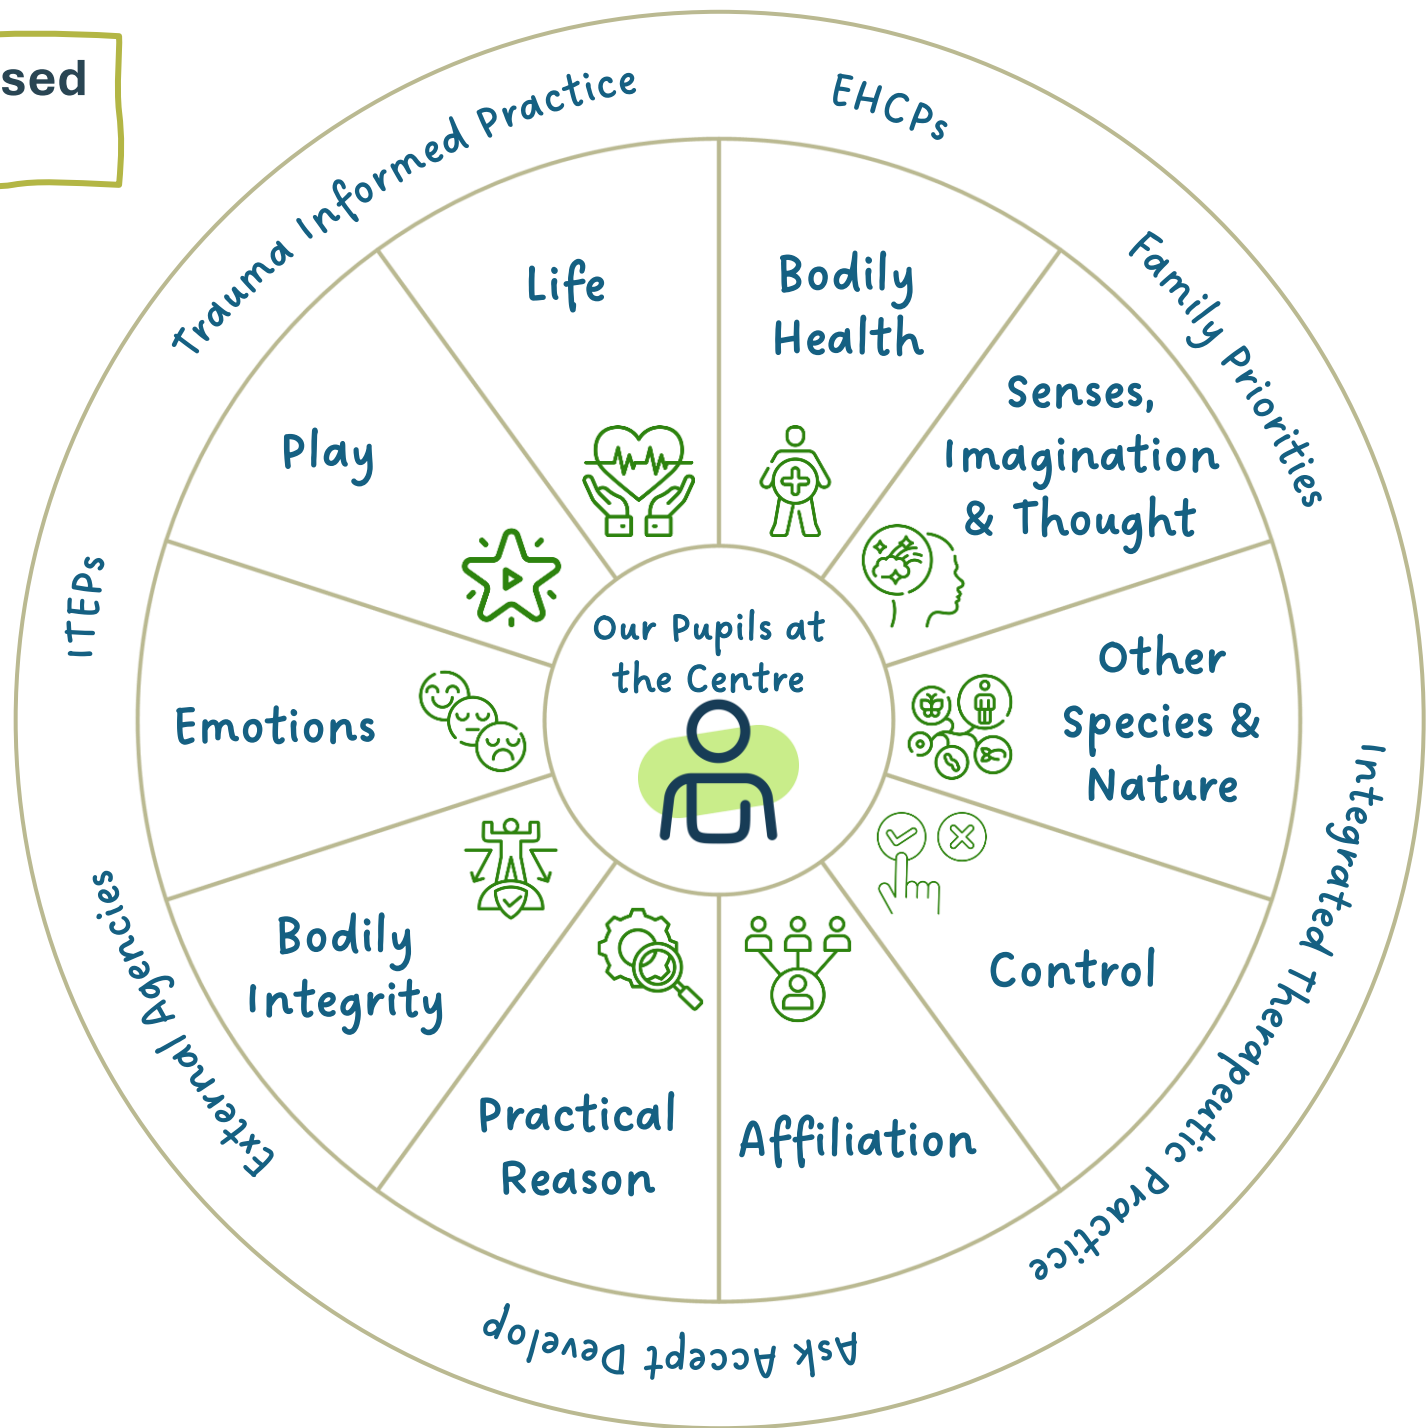 sed
Trauma Informed Practice
EHCPs
Family Priorities
Integrated Therapeutic Practice
Ask Accept Develop
External Agencies
ITEPs
Life
Bodily
Health
Senses,
Imagination
& Thought
Other
Species &
Nature
Control
Affiliation
Practical
Reason
Bodily
Integrity
Emotions
Play
Our Pupils at
the Centre